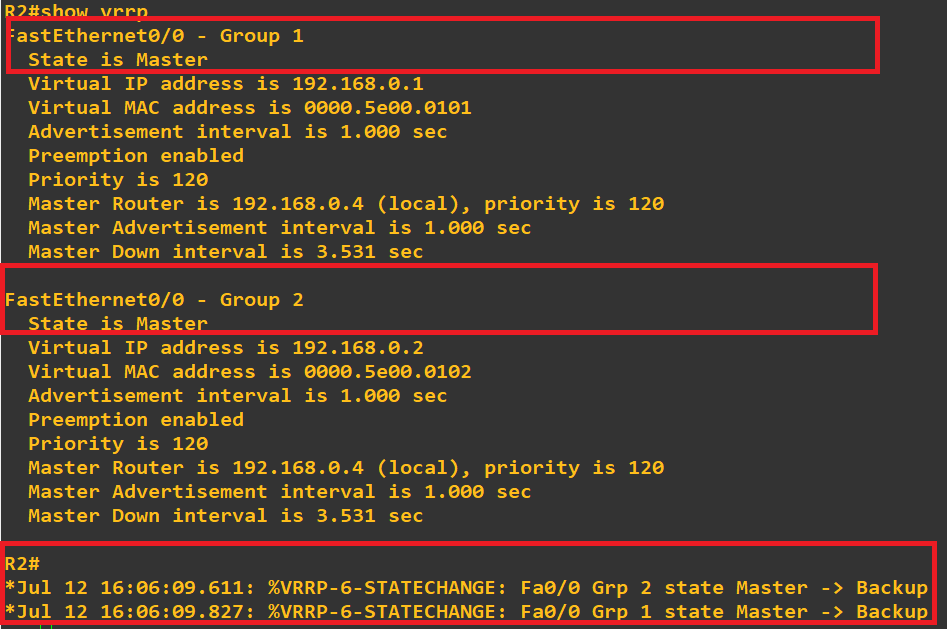 R2#show vrrp
FastEthernet0/0 - Group 1
State is Master
Virtual IP address is 192.168.0.1
Virtual MAC address is 0000.5e00.0101
Advertisement interval is 1.000 sec
Preemption enabled
Priority is 120
Master Router is 192.168.0.4 (local), priority is 120
Master Advertisement interval is 1.000 sec
Master Down interval is 3.531 sec
FastEthernet0/0 - Group 2
State is Master
Virtual IP address is 192.168.0.2
Virtual MAC address is 0000.5e00.0102
Advertisement interval is 1.000 sec
Preemption enabled
Priority is 120
Master Router is 192.168.0.4 (local), priority is 120
Master Advertisement interval is 1.000 sec
Master Down interval is 3.531 sec
R2#
*Jul 12 16:06:09.611: %VRRP-6-STATECHANGE: Fa0/0 Grp 2 state Master -> Backup
*Jul 12 16:06:09.827: %VRRP-6-STATECHANGE: Fa0/0 Grp 1 state Master -> Backup